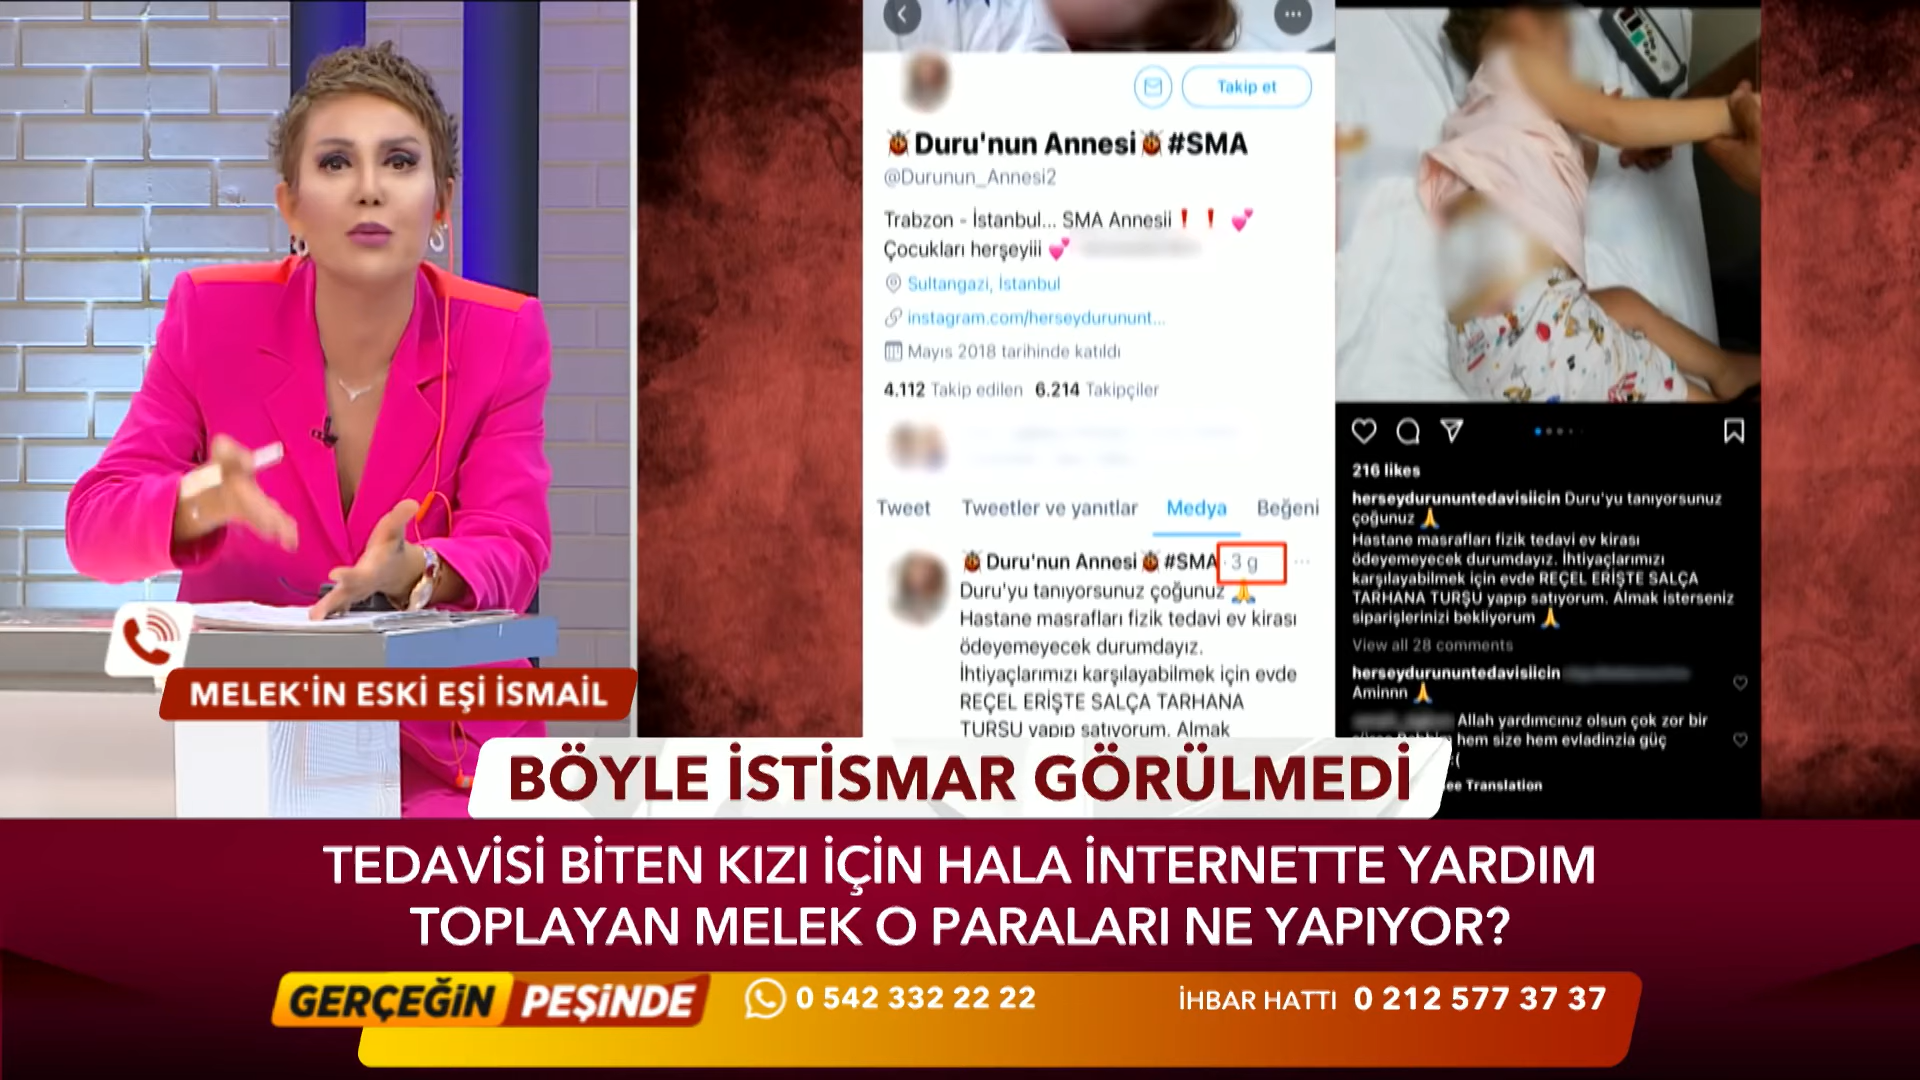 Takip et
Duru'nun Annesi #SMA
@Durunun_Annesi2
Trabzon - İstanbul... SMA Annesii❗❗💕
Çocukları herşeyiii 💕
Sultangazi, İstanbul
instagram.com/herseydurununt...
Mayıs 2018 tarihinde katıldı
4.112 Takip edilen 6.214 Takipçiler
Tweet Tweetler ve yanıtlar Medya Beğeni
Duru'nun Annesi #SMA · 3 g
Duru'yu tanıyorsunuz çoğunuz 🙏
Hastane masrafları fizik tedavi ev kirası
ödeyemeyecek durumdayız.
İhtiyaçlarımızı karşılayabilmek için evde
REÇEL ERİŞTE SALÇA TARHANA
TURŞU yapıp satıyorum. Almak
216 likes
herseydurununtedavisiicin Duru'yu tanıyorsunuz
çoğunuz 🙏
Hastane masrafları fizik tedavi ev kirası
ödeyemeyecek durumdayız. İhtiyaçlarımızı
karşılayabilmek için evde REÇEL ERİŞTE SALÇA
TARHANA TURŞU yapıp satıyorum. Almak isterseniz
siparişlerinizi bekliyorum 🙏
View all 28 comments
herseydurununtedavisiicin
Aminnn 🙏
Allah yardımcınız olsun çok zor bir
hem size hem evladinzia güç
:(
Translation
MELEK'İN ESKİ EŞİ İSMAİL
BÖYLE İSTİSMAR GÖRÜLMEDİ
TEDAVİSİ BİTEN KIZI İÇİN HALA İNTERNETTE YARDIM
TOPLAYAN MELEK O PARALARI NE YAPIYOR?
GERÇEĞİN PEŞİNDE 0 542 332 22 22 İHBAR HATTI 0 212 577 37 37